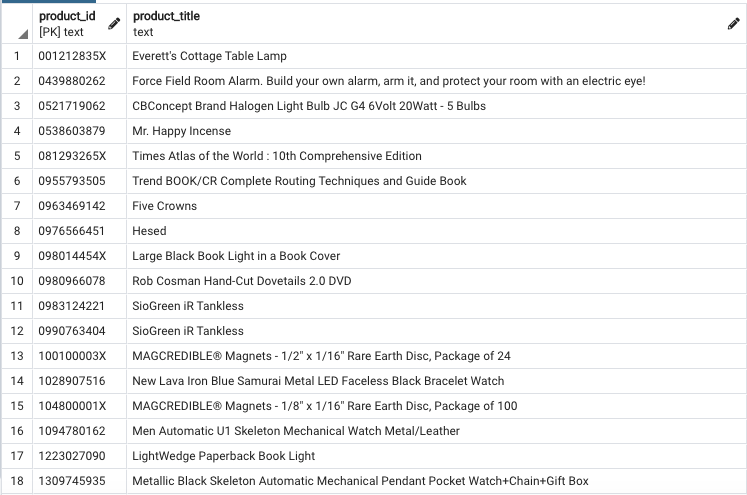 product_id product_title
[PK] text text
1 001212835X Everett's Cottage Table Lamp
2 0439880262 Force Field Room Alarm. Build your own alarm, arm it, and protect your room with an electric eye!
3 0521719062 CBConcept Brand Halogen Light Bulb JC G4 6Volt 20Watt - 5 Bulbs
4 0538603879 Mr. Happy Incense
5 081293265X Times Atlas of the World : 10th Comprehensive Edition
6 0955793505 Trend BOOK/CR Complete Routing Techniques and Guide Book
7 0963469142 Five Crowns
8 0976566451 Hesed
9 098014454X Large Black Book Light in a Book Cover
10 0980966078 Rob Cosman Hand-Cut Dovetails 2.0 DVD
11 0983124221 SioGreen iR Tankless
12 0990763404 SioGreen iR Tankless
13 100100003X MAGCREDIBLE® Magnets - 1/2" x 1/16" Rare Earth Disc, Package of 24
14 1028907516 New Lava Iron Blue Samurai Metal LED Faceless Black Bracelet Watch
15 104800001X MAGCREDIBLE® Magnets - 1/8" x 1/16" Rare Earth Disc, Package of 100
16 1094780162 Men Automatic U1 Skeleton Mechanical Watch Metal/Leather
17 1223027090 LightWedge Paperback Book Light
18 1309745935 Metallic Black Skeleton Automatic Mechanical Pendant Pocket Watch+Chain+Gift Box